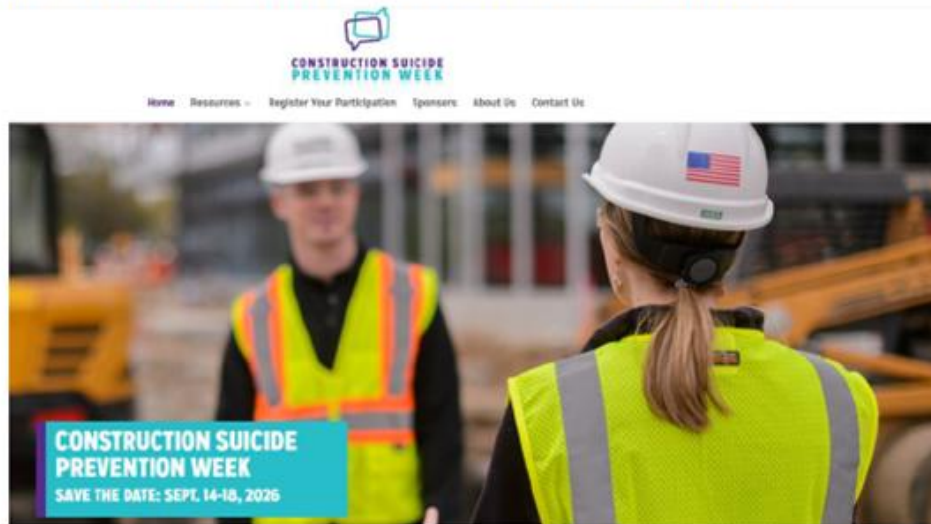 CONSTRUCTION SUICIDE
PREVENTION WEEK
Home Resources Register Your Participation Sponsors About Us Contact Us
CONSTRUCTION SUICIDE
PREVENTION WEEK
SAVE THE DATE: SEPT. 14-18, 2026